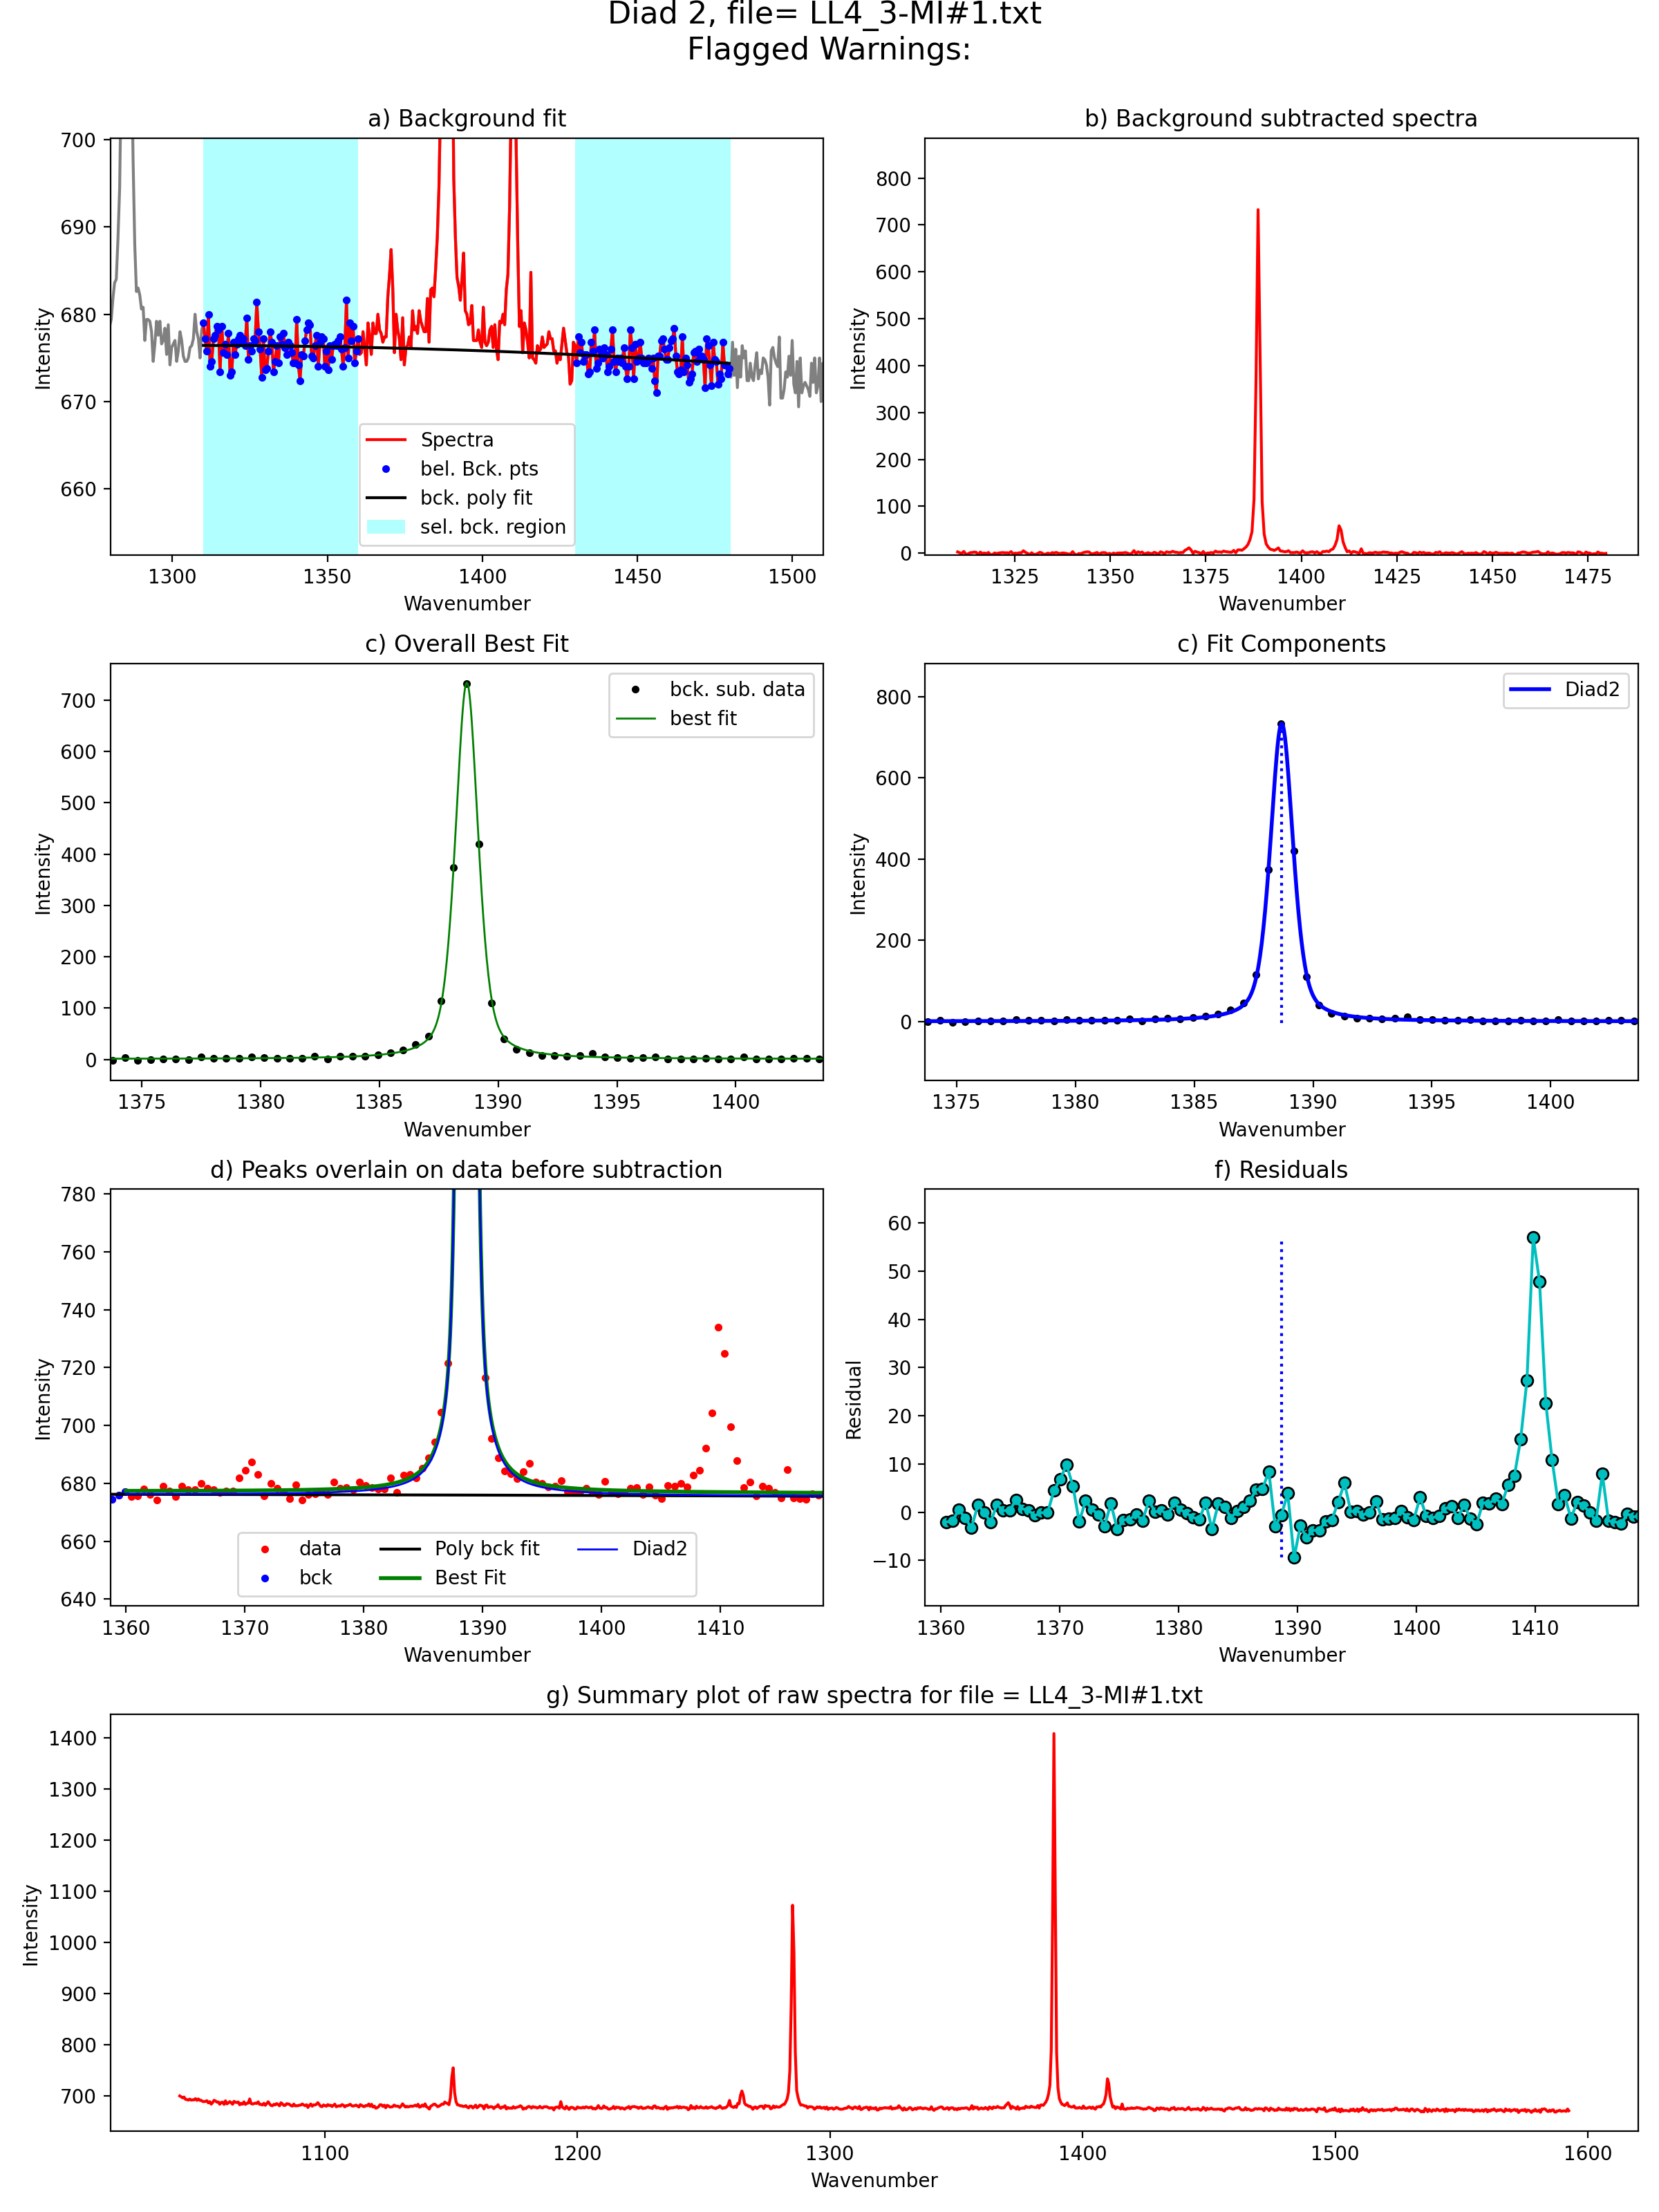 Diad 2, file= LL4_3-MI#1.txt
Flagged Warnings:
a) Background fit
700
690
680
670
660
Intensity
1300 1350 1400 1450 1500
Wavenumber
Spectra
bel. Bck. pts
bck. poly fit
sel. bck. region
b) Background subtracted spectra
800
700
600
500
400
300
200
100
0
Intensity
1325 1350 1375 1400 1425 1450 1475
Wavenumber
c) Overall Best Fit
700
600
500
400
300
200
100
0
Intensity
1375 1380 1385 1390 1395 1400
Wavenumber
bck. sub. data
best fit
c) Fit Components
800
600
400
200
0
Intensity
1375 1380 1385 1390 1395 1400
Wavenumber
Diad2
d) Peaks overlain on data before subtraction
780
760
740
720
700
680
660
640
Intensity
1360 1370 1380 1390 1400 1410
Wavenumber
data Poly bck fit Diad2
bck Best Fit
f) Residuals
60
50
40
30
20
10
0
−10
Residual
1360 1370 1380 1390 1400 1410
Wavenumber
g) Summary plot of raw spectra for file = LL4_3-MI#1.txt
1400
1300
1200
1100
1000
900
800
700
Intensity
1100 1200 1300 1400 1500 1600
Wavenumber